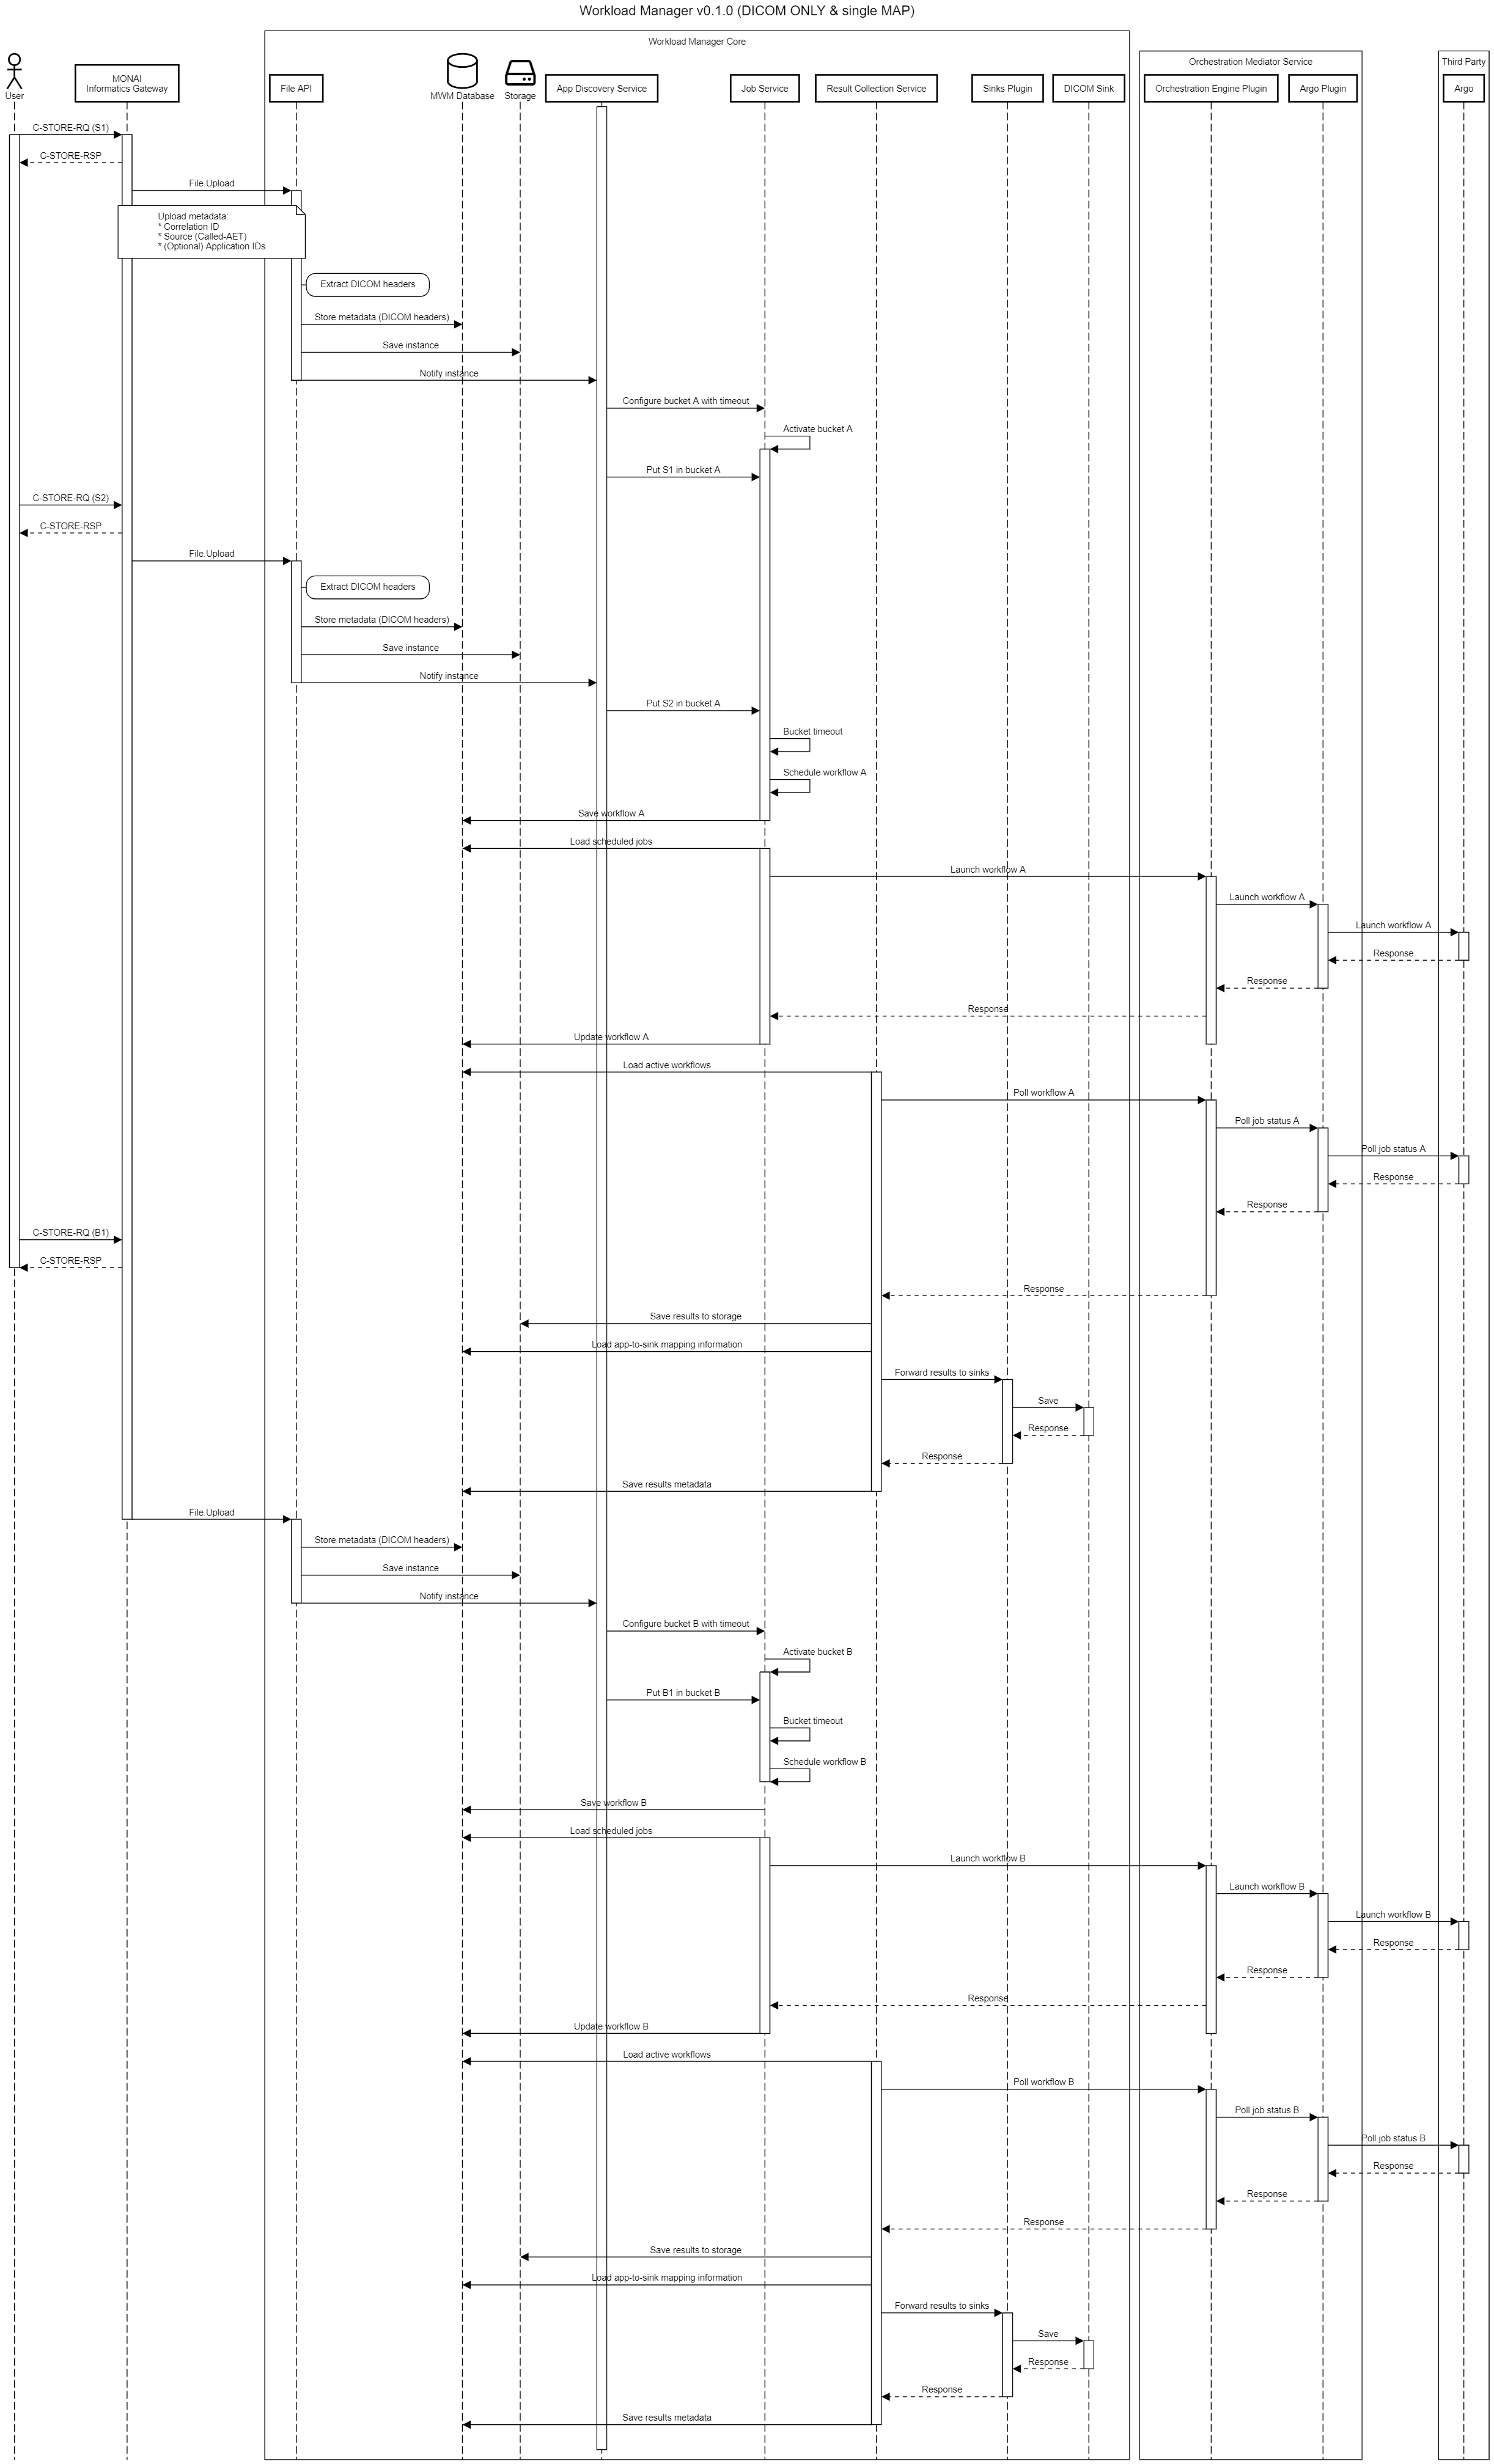 Workload Manager v0.1.0 (DICOM ONLY & single MAP)
Workload Manager Core
Orchestration Mediator Service
Third Party
User
MONAI
Informatics Gateway
File API
MWM Database
Storage
App Discovery Service
Job Service
Result Collection Service
Sinks Plugin
DICOM Sink
Orchestration Engine Plugin
Argo Plugin
Argo
C-STORE-RQ (S1)
C-STORE-RSP
File.Upload
Upload metadata:
* Correlation ID
* Source (Called-AET)
* (Optional) Application IDs
Extract DICOM headers
Store metadata (DICOM headers)
Save instance
Notify instance
Configure bucket A with timeout
Activate bucket A
Put S1 in bucket A
C-STORE-RQ (S2)
C-STORE-RSP
File.Upload
Extract DICOM headers
Store metadata (DICOM headers)
Save instance
Notify instance
Put S2 in bucket A
Bucket timeout
Schedule workflow A
Save workflow A
Load scheduled jobs
Launch workflow A
Launch workflow A
Launch workflow A
Response
Response
Response
Update workflow A
Load active workflows
Poll workflow A
Poll job status A
Poll job status A
Response
Response
C-STORE-RQ (B1)
C-STORE-RSP
Response
Save results to storage
Load app-to-sink mapping information
Forward results to sinks
Save
Response
Response
Save results metadata
File.Upload
Store metadata (DICOM headers)
Save instance
Notify instance
Configure bucket B with timeout
Activate bucket B
Put B1 in bucket B
Bucket timeout
Schedule workflow B
Save workflow B
Load scheduled jobs
Launch workflow B
Launch workflow B
Launch workflow B
Response
Response
Response
Update workflow B
Load active workflows
Poll workflow B
Poll job status B
Poll job status B
Response
Response
Response
Save results to storage
Load app-to-sink mapping information
Forward results to sinks
Save
Response
Response
Save results metadata